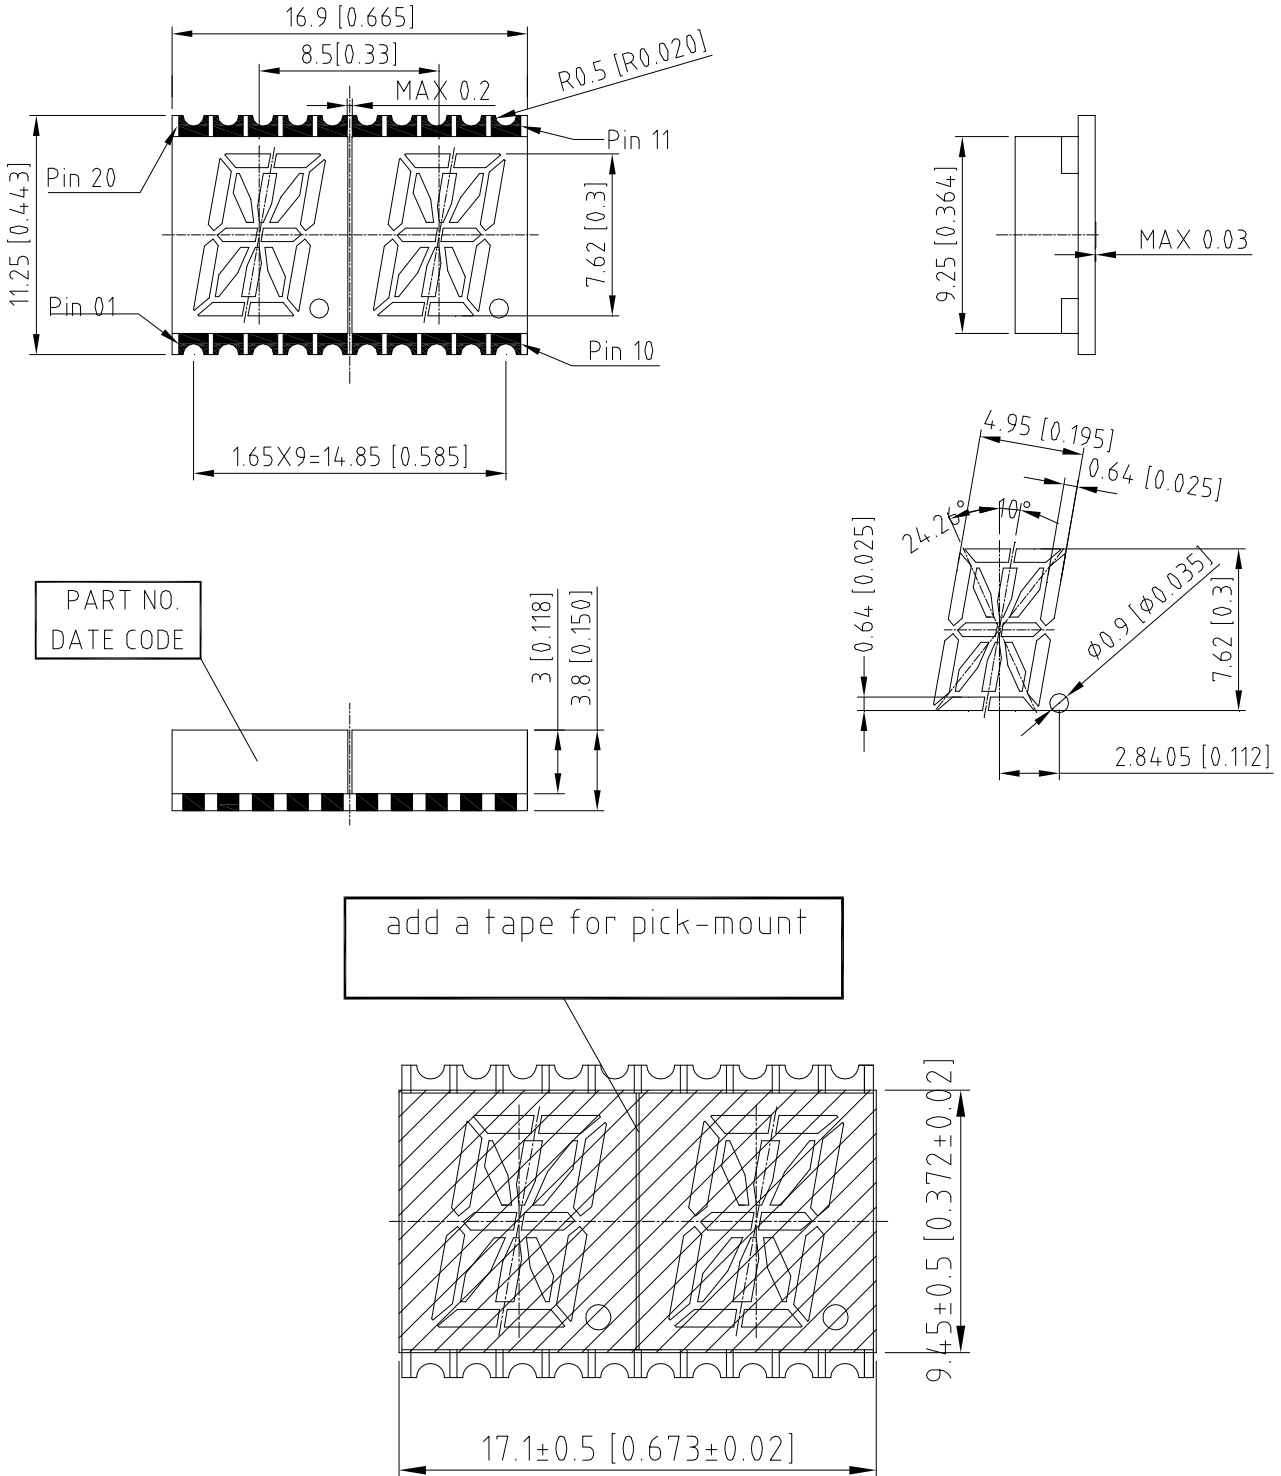 16.9 [0.665]
8.5[0.33]
MAX 0.2
R0.5 [R0.020]
Pin 11
Pin 20
11.25 [0.443]
7.62 [0.3]
Pin 01
Pin 10
1.65X9=14.85 [0.585]
9.25 [0.364]
MAX 0.03
4.95 [0.195]
0.64 [0.025]
24.26°
10°
0.64 [0.025]
Φ0.9 [Φ0.035]
7.62 [0.3]
2.8405 [0.112]
PART NO.
DATE CODE
3 [0.118]
3.8 [0.150]
add a tape for pick-mount
9.45±0.5 [0.372±0.02]
17.1±0.5 [0.673±0.02]